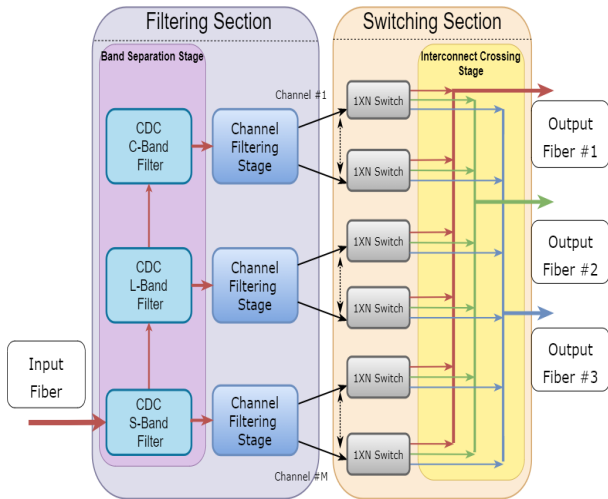 Filtering Section
Switching Section
Band Separation Stage
Interconnect Crossing
Stage
Channel #1
CDC
C-Band
Filter
Channel
Filtering
Stage
1XN Switch
1XN Switch
Output
Fiber #1
CDC
L-Band
Filter
Channel
Filtering
Stage
1XN Switch
1XN Switch
Output
Fiber #2
Input
Fiber
CDC
S-Band
Filter
Channel
Filtering
Stage
1XN Switch
1XN Switch
Output
Fiber #3
Channel #M